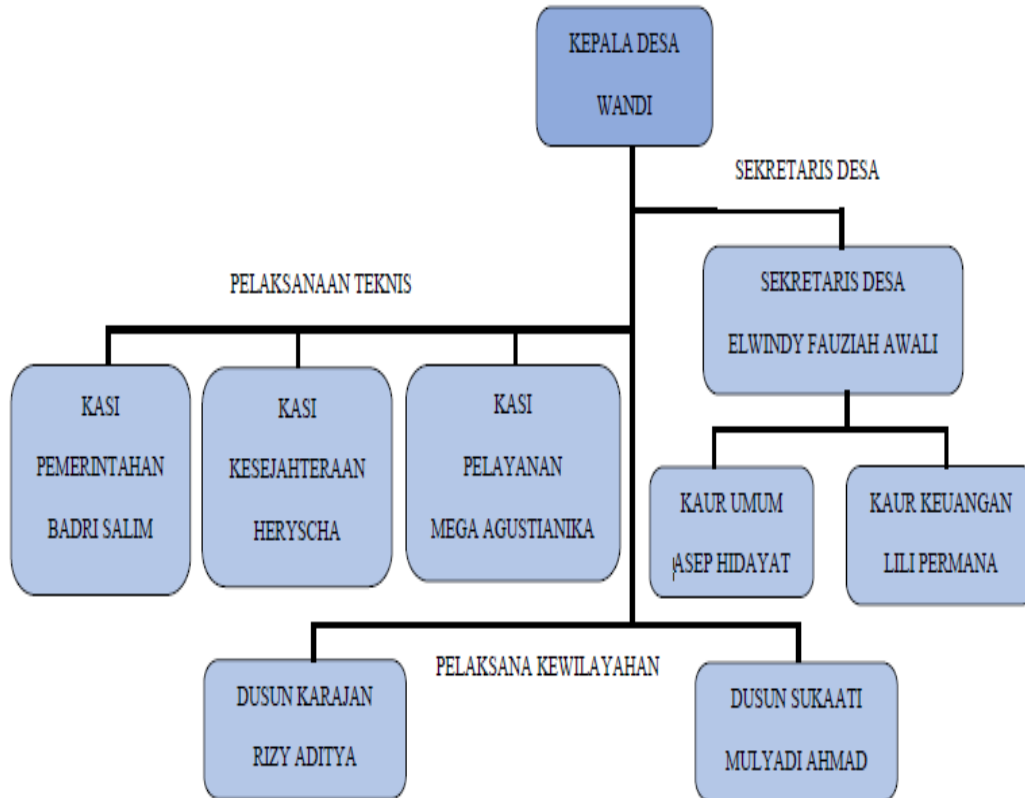 KEPALA DESA
WANDI
SEKRETARIS DESA
SEKRETARIS DESA
ELWINDY FAUZIAH AWALI
PELAKSANAAN TEKNIS
KASI
PEMERINTAHAN
BADRI SALIM
KASI
KESEJAHTERAAN
HERYSCHA
KASI
PELAYANAN
MEGA AGUSTIANIKA
KAUR UMUM
ASEP HIDAYAT
KAUR KEUANGAN
LILI PERMANA
PELAKSANA KEWILAYAHAN
DUSUN KARAJAN
RIZY ADITYA
DUSUN SUKAATI
MULYADI AHMAD